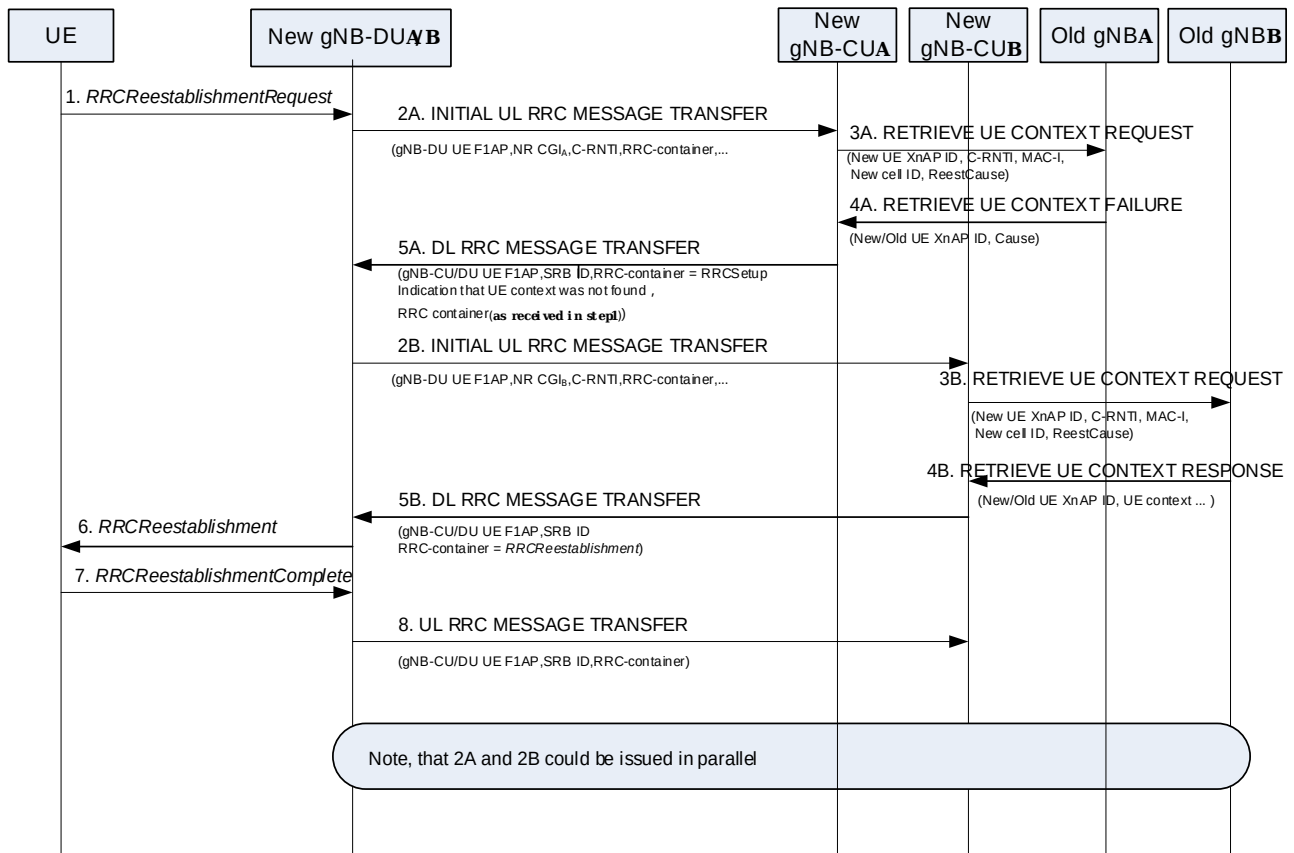 UE
New gNB-DUA/B
New
gNB-CUA
New
gNB-CUB
Old gNBA
Old gNBB
1. RRCReestablishmentRequest
2A. INITIAL UL RRC MESSAGE TRANSFER
(gNB-DU UE F1AP,NR CGIA,C-RNTI,RRC-container,...
3A. RETRIEVE UE CONTEXT REQUEST
(New UE XnAP ID, C-RNTI, MAC-I,
New cell ID, ReestCause)
4A. RETRIEVE UE CONTEXT FAILURE
(New/Old UE XnAP ID, Cause)
5A. DL RRC MESSAGE TRANSFER
(gNB-CU/DU UE F1AP,SRB ID,RRC-container = RRCSetup
Indication that UE context was not found ,
RRC container(as received in step1))
2B. INITIAL UL RRC MESSAGE TRANSFER
(gNB-DU UE F1AP,NR CGIB,C-RNTI,RRC-container,...
3B. RETRIEVE UE CONTEXT REQUEST
(New UE XnAP ID, C-RNTI, MAC-I,
New cell ID, ReestCause)
4B. RETRIEVE UE CONTEXT RESPONSE
(New/Old UE XnAP ID, UE context ... )
5B. DL RRC MESSAGE TRANSFER
(gNB-CU/DU UE F1AP,SRB ID
RRC-container = RRCReestablishment)
6. RRCReestablishment
7. RRCReestablishmentComplete
8. UL RRC MESSAGE TRANSFER
(gNB-CU/DU UE F1AP,SRB ID,RRC-container)
Note, that 2A and 2B could be issued in parallel